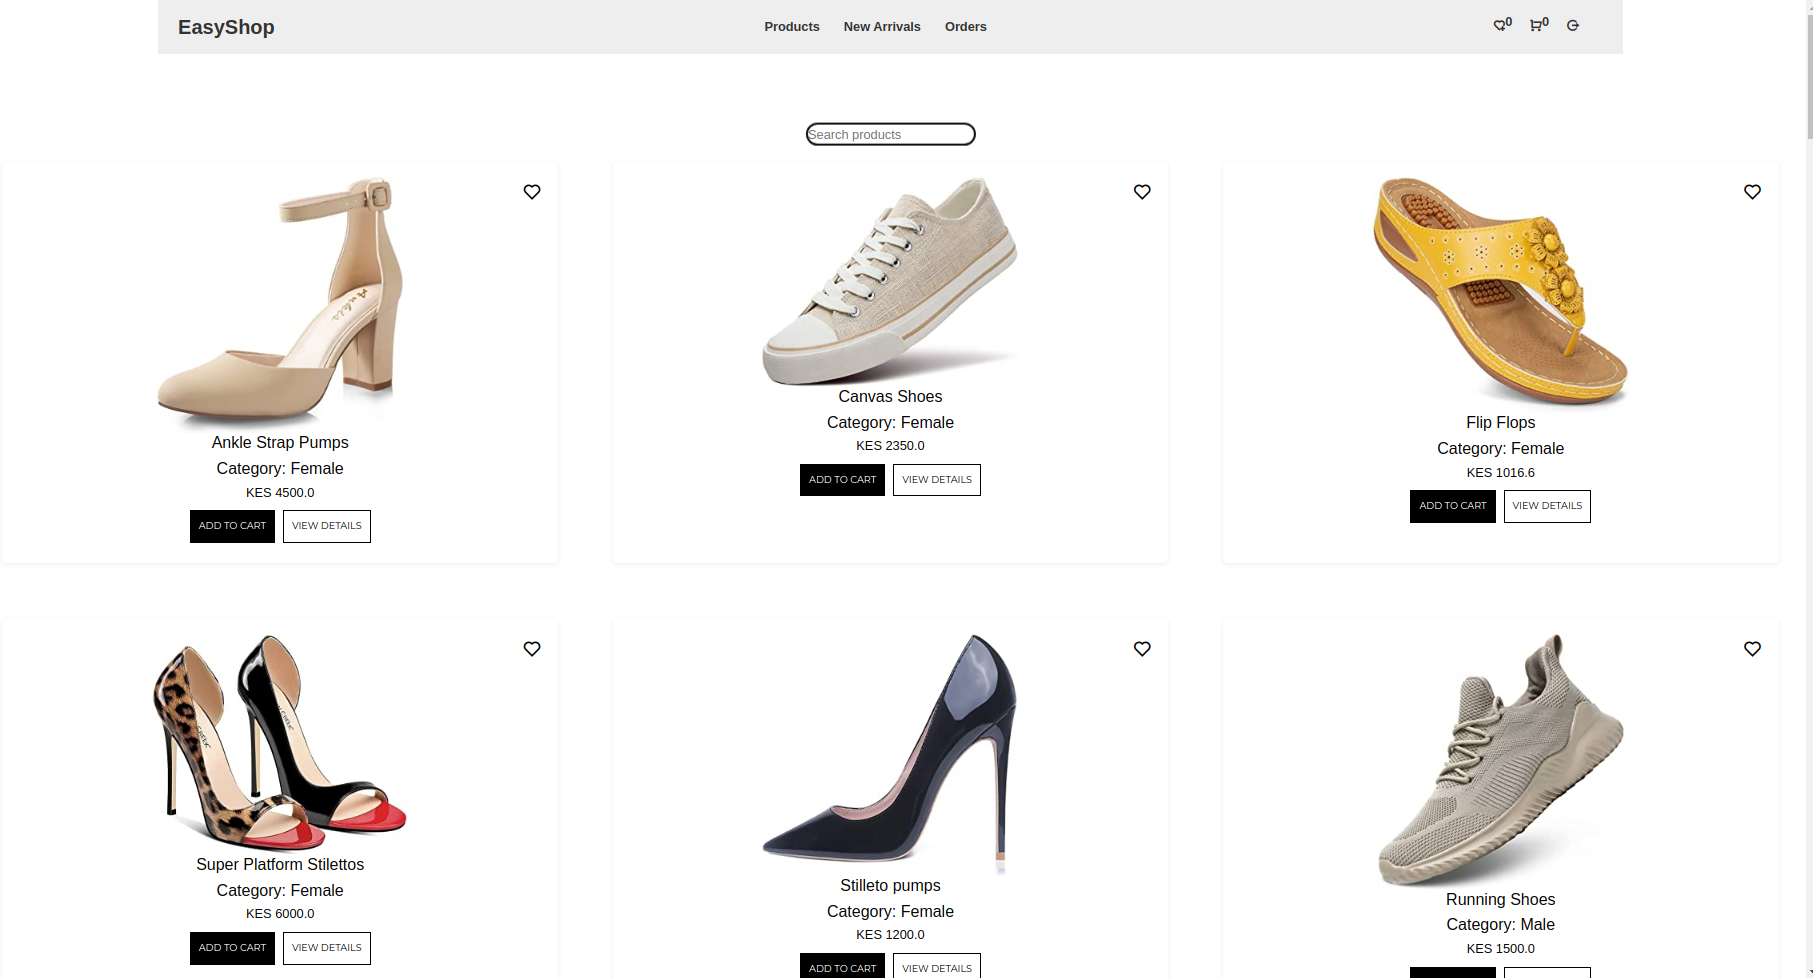 EasyShop
Products
New Arrivals
Orders
0
0
Search products
Ankle Strap Pumps
Category: Female
KES 4500.0
ADD TO CART
VIEW DETAILS
Canvas Shoes
Category: Female
KES 2350.0
ADD TO CART
VIEW DETAILS
Flip Flops
Category: Female
KES 1016.6
ADD TO CART
VIEW DETAILS
Super Platform Stilettos
Category: Female
KES 6000.0
ADD TO CART
VIEW DETAILS
Stilleto pumps
Category: Female
KES 1200.0
ADD TO CART
VIEW DETAILS
Running Shoes
Category: Male
KES 1500.0